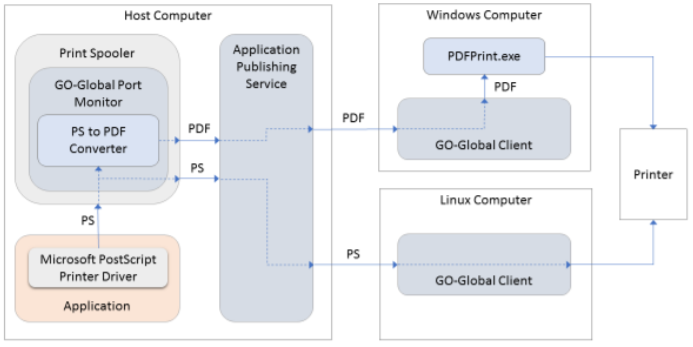 Host Computer
Print Spooler
GO-Global Port
Monitor
PS to PDF
Converter
PS
Microsoft PostScript
Printer Driver
Application
PDF
PS
Application
Publishing
Service
PDF
PS
Windows Computer
PDFPrint.exe
PDF
GO-Global Client
Linux Computer
GO-Global Client
Printer